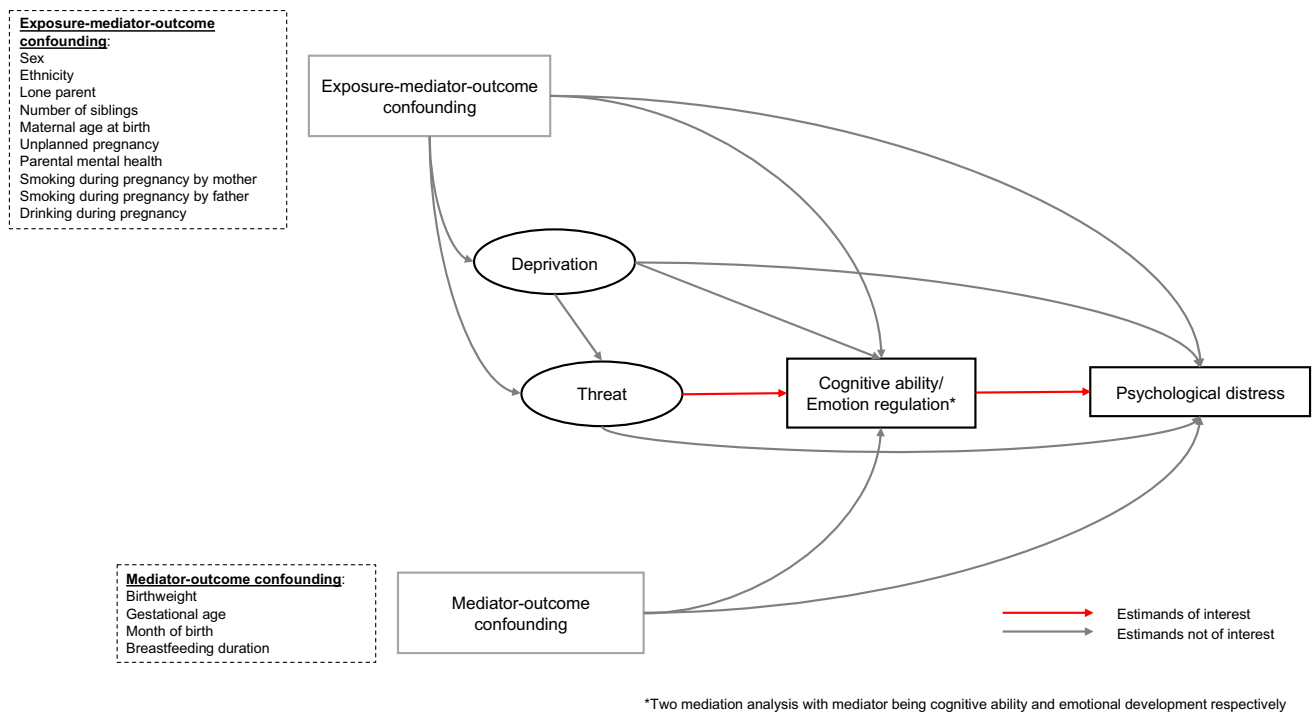 Exposure-mediator-outcome
confounding:
Sex
Ethnicity
Lone parent
Number of siblings
Maternal age at birth
Unplanned pregnancy
Parental mental health
Smoking during pregnancy by mother
Smoking during pregnancy by father
Drinking during pregnancy
Exposure-mediator-outcome
confounding
Deprivation
Threat
Cognitive ability/
Emotion regulation*
Psychological distress
Mediator-outcome confounding:
Birthweight
Gestational age
Month of birth
Breastfeeding duration
Mediator-outcome
confounding
Estimands of interest
Estimands not of interest
*Two mediation analysis with mediator being cognitive ability and emotional development respectively